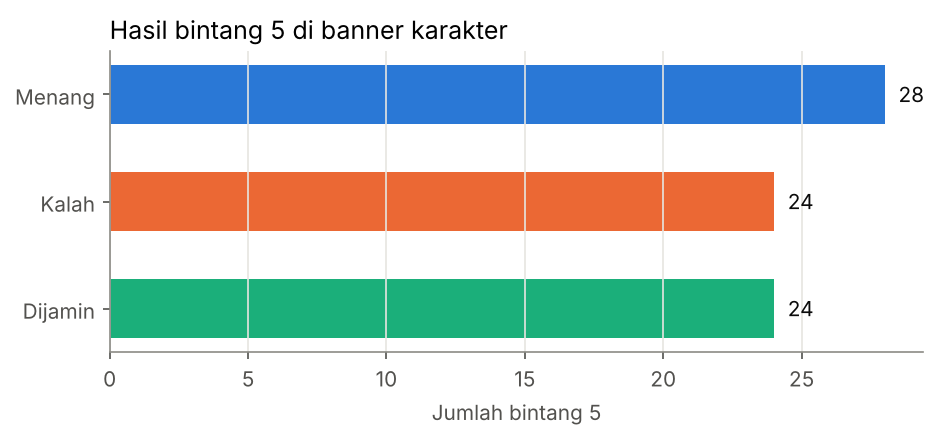 Hasil bintang 5 di banner karakter
Menang 28
Kalah 24
Dijamin 24
0 5 10 15 20 25
Jumlah bintang 5